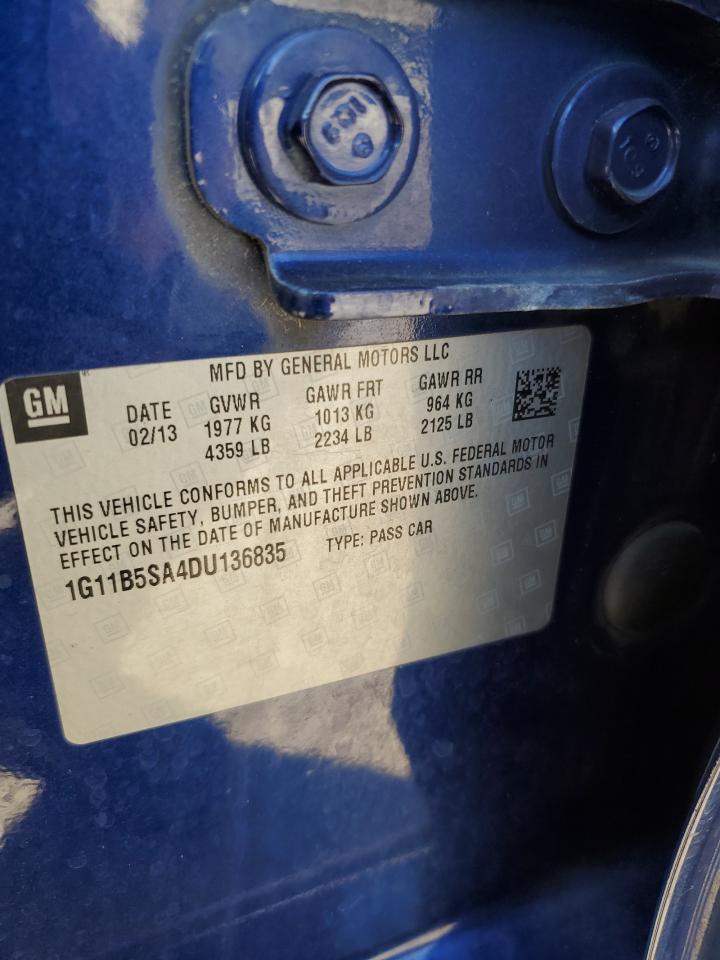 MFD BY GENERAL MOTORS LLC
GM
DATE GVWR GAWR FRT GAWR RR
02/13 1977 KG 1013 KG 964 KG
4359 LB 2234 LB 2125 LB
THIS VEHICLE CONFORMS TO ALL APPLICABLE U.S. FEDERAL MOTOR
VEHICLE SAFETY, BUMPER, AND THEFT PREVENTION STANDARDS IN
EFFECT ON THE DATE OF MANUFACTURE SHOWN ABOVE.
1G11B5SA4DU136835 TYPE: PASS CAR